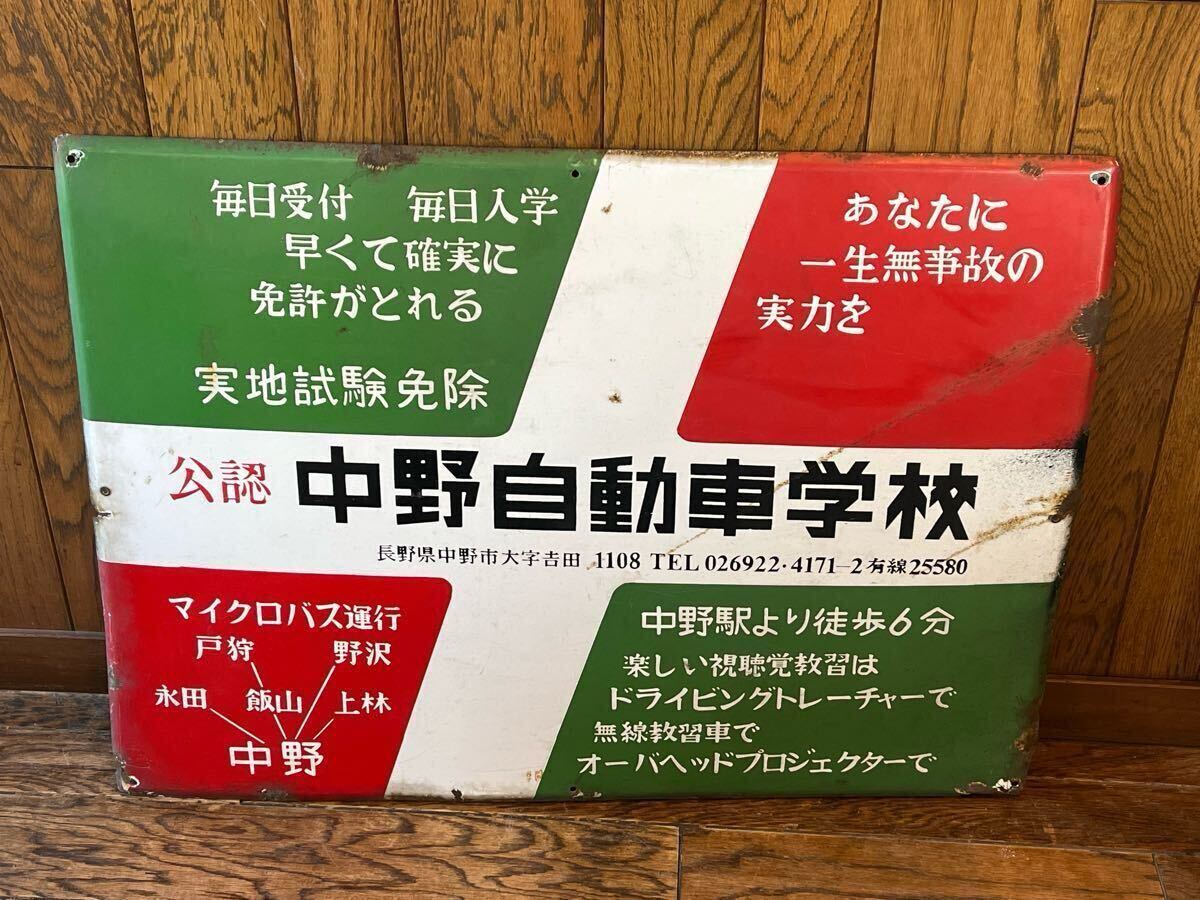 毎日受付 毎日入学
早くて確実に
免許がとれる
実地試験免除
あなたに
一生無事故の
実力を
公認 中野自動車学校
長野県中野市大字吉田 1108 TEL 026922・4171-2 有線25580
マイクロバス運行
戸狩 野沢
永田 飯山 上林
中野
中野駅より徒歩6分
楽しい視聴覚教習は
ドライビングトレーチャーで
無線教習車で
オーバヘッドプロジェクターで